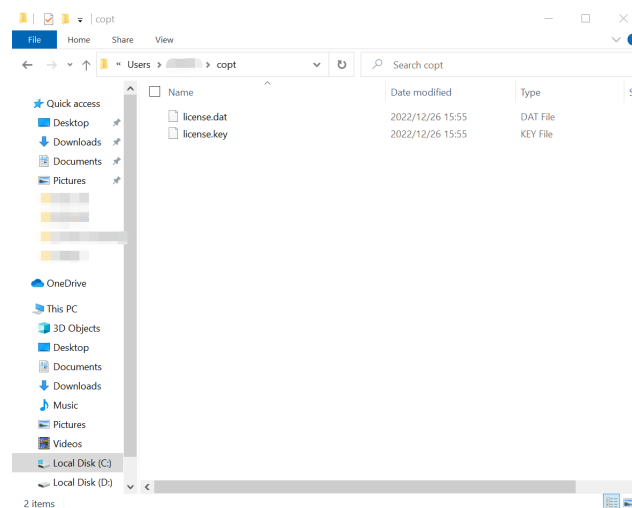 copt
File Home Share View
« Users > > copt
Search copt
Name Date modified Type S
license.dat 2022/12/26 15:55 DAT File
license.key 2022/12/26 15:55 KEY File
Quick access
Desktop
Downloads
Documents
Pictures
OneDrive
This PC
3D Objects
Desktop
Documents
Downloads
Music
Pictures
Videos
Local Disk (C:)
Local Disk (D:)
2 items